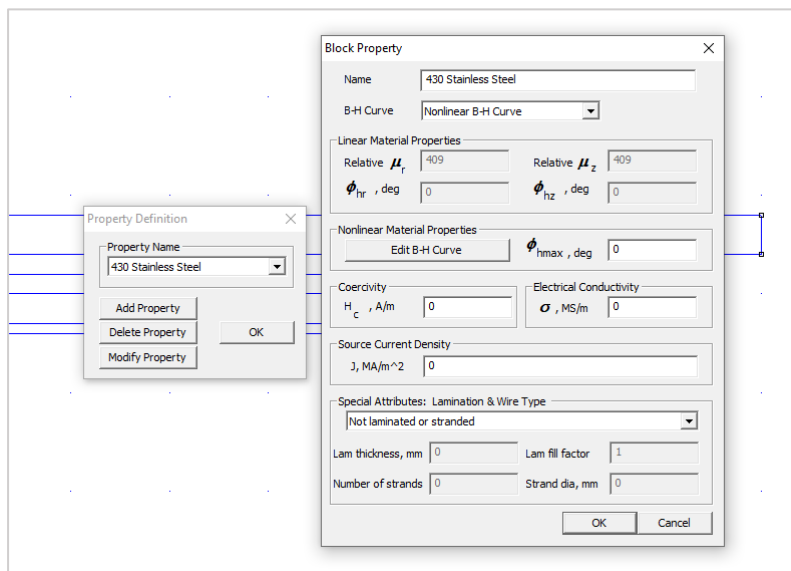 Block Property
Name 430 Stainless Steel
B-H Curve Nonlinear B-H Curve
Linear Material Properties
Relative μr 409 Relative μz 409
ϕhr , deg 0 ϕhz , deg 0
Property Definition
Property Name
430 Stainless Steel
Add Property
Delete Property OK
Modify Property
Nonlinear Material Properties
Edit B-H Curve ϕhmax , deg 0
Coercivity Electrical Conductivity
Hc , A/m 0 σ , MS/m 0
Source Current Density
J, MA/m^2 0
Special Attributes: Lamination & Wire Type
Not laminated or stranded
Lam thickness, mm 0 Lam fill factor 1
Number of strands 0 Strand dia, mm 0
OK Cancel